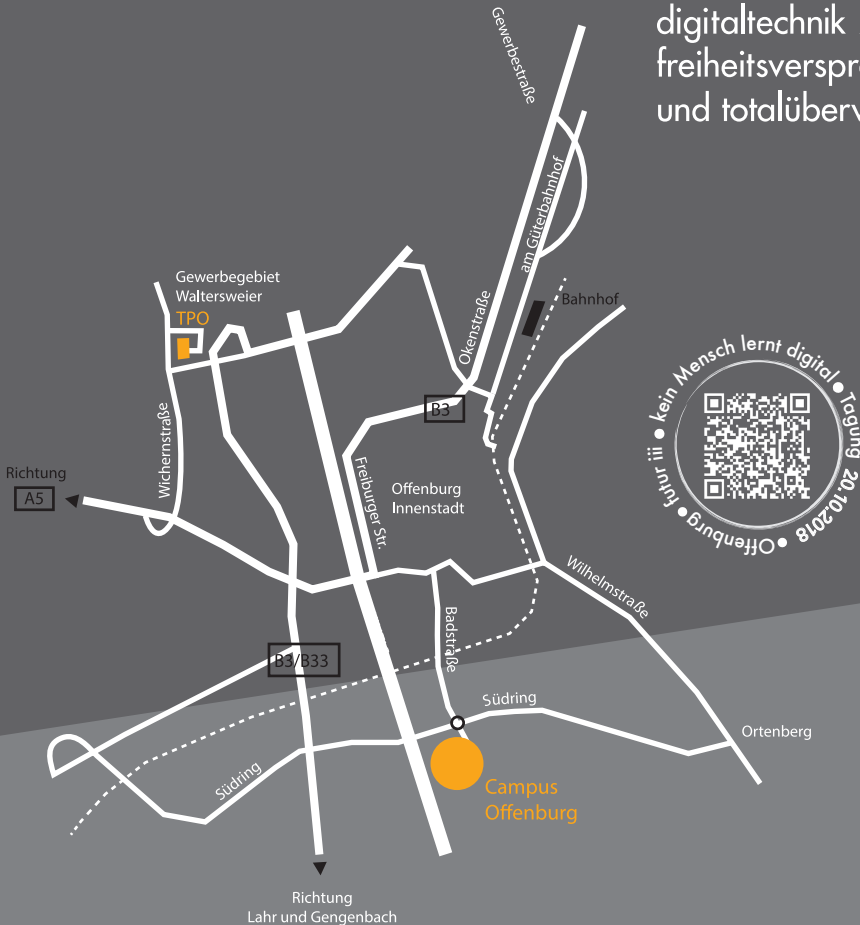 digitaltechnik
und
Gewerbestraße
am Güterbahnhof
Gewerbegebiet
Waltersweier
TPO
Bahnhof
Okenstraße
B3
kein Mensch lernt digital • Tagung 20.10.2018 • Offenburg • futur iii •
Wichernstraße
Richtung
A5
Freiburger Str.
Offenburg
Innenstadt
Wilhelmstraße
Badstraße
B3/B33
Südring
Ortenberg
Südring
Campus
Offenburg
Richtung
Lahr und Gengenbach